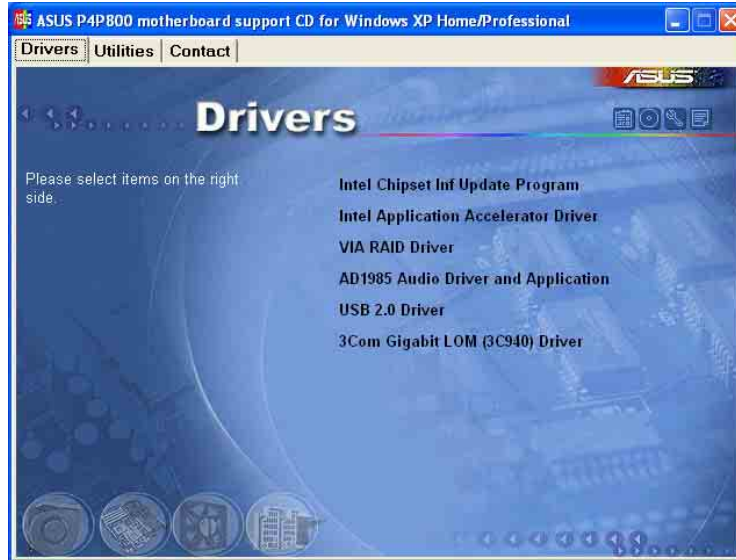 ASUS P4P800 motherboard support CD for Windows XP Home/Professional
Drivers Utilities Contact
ASUS
Drivers
Please select items on the right
side.
Intel Chipset Inf Update Program
Intel Application Accelerator Driver
VIA RAID Driver
AD1985 Audio Driver and Application
USB 2.0 Driver
3Com Gigabit LOM (3C940) Driver